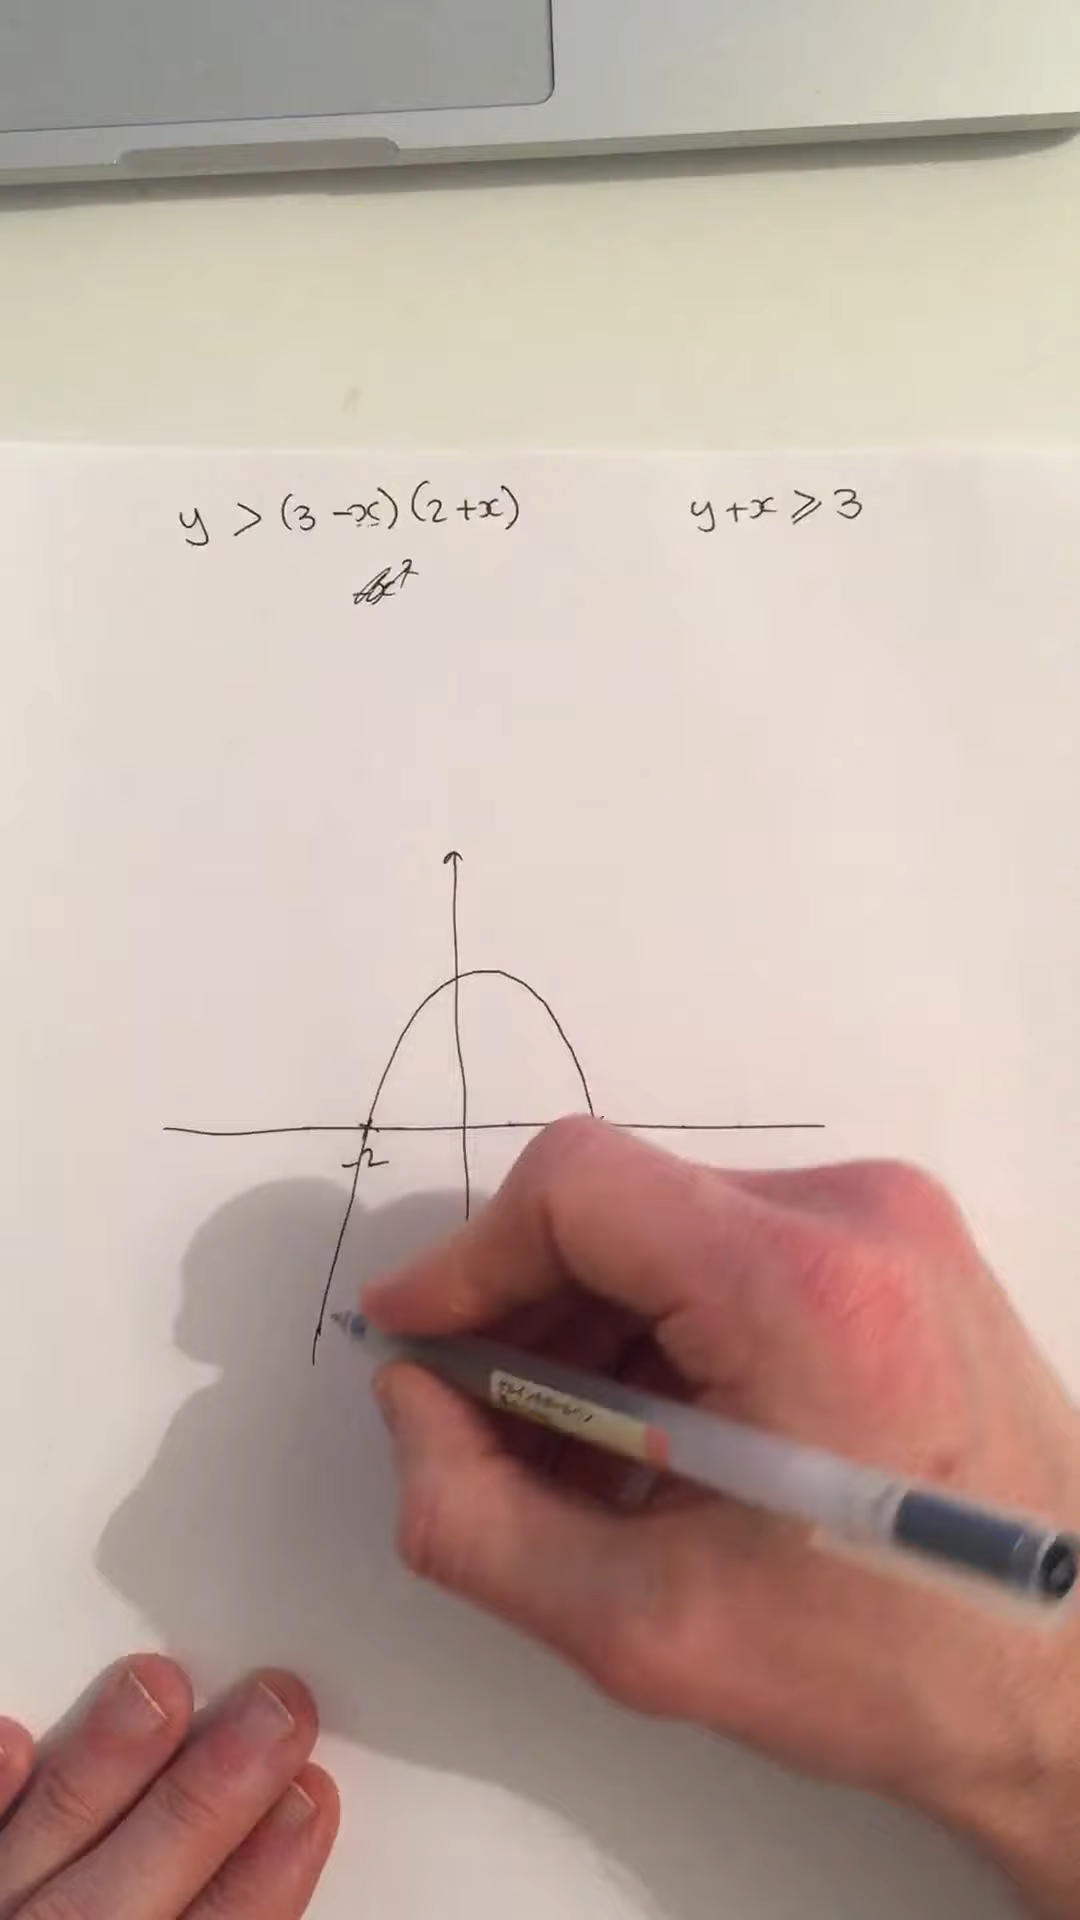 y > (3 - x) (2 + x)
y + x ⩾ 3
-2